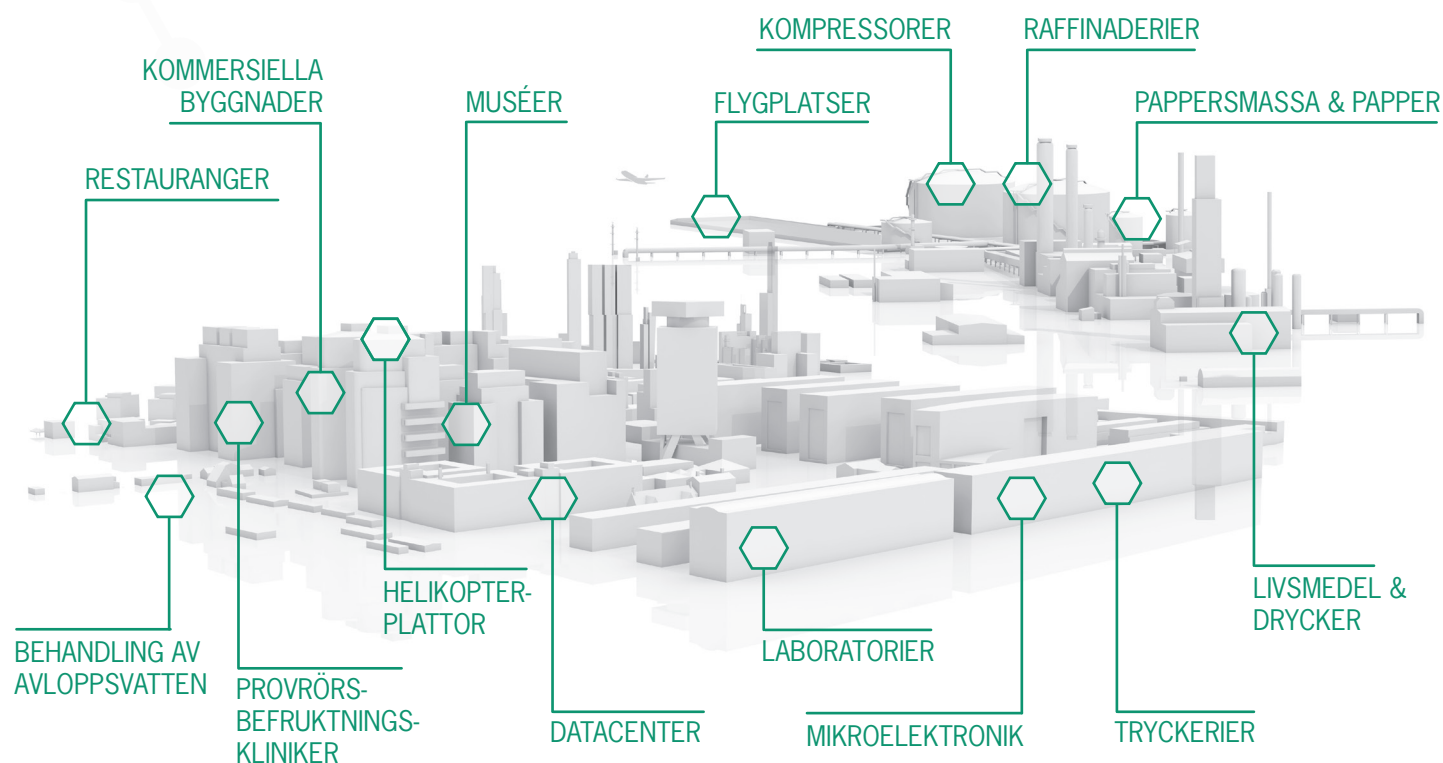 KOMPRESSORER
RAFFINADERIER
KOMMERSIELLA
BYGGNADER
MUSÉER
FLYGPLATSER
PAPPERSMASSA & PAPPER
RESTAURANGER
HELIKOPTER-
PLATTOR
LIVSMEDEL &
DRYCKER
BEHANDLING AV
AVLOPPSVATTEN
LABORATORIER
PROVRÖRS-
BEFRUKTNINGS-
KLINIKER
DATACENTER
MIKROELEKTRONIK
TRYCKERIER